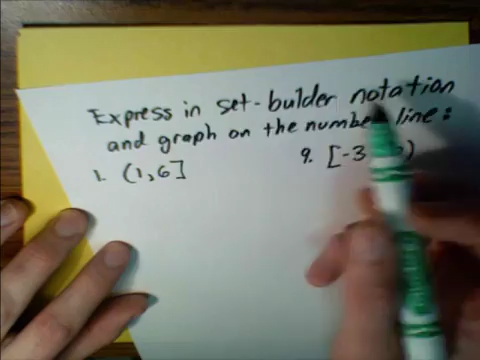 Express in set-builder notation
and graph on the number line:
1. (1,6]
9. [-3